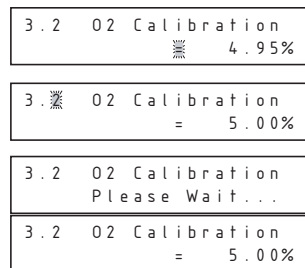 3.2 O2 Calibration
= 4.95%
3.2 O2 Calibration
= 5.00%
3.2 O2 Calibration
Please Wait...
3.2 O2 Calibration
= 5.00%